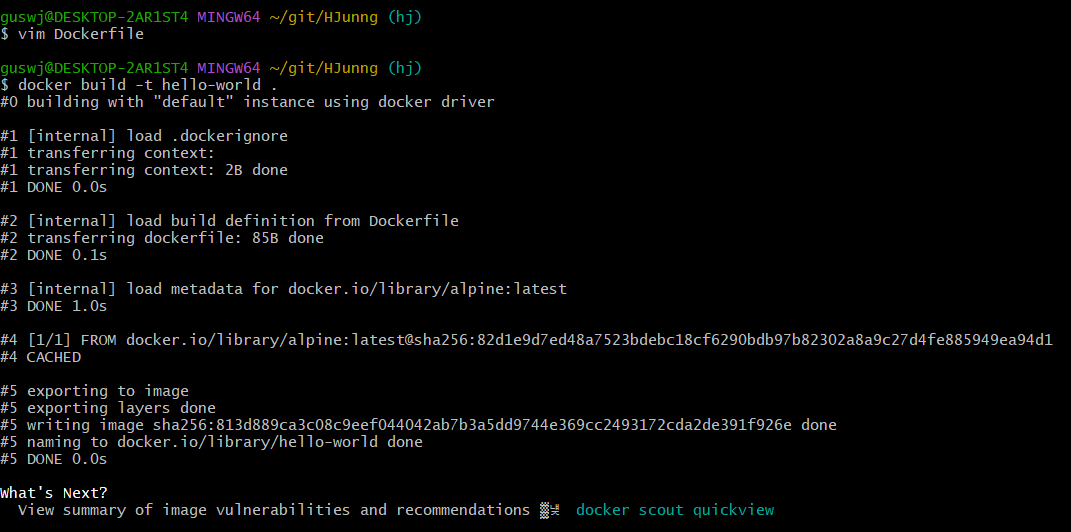 guswj@DESKTOP-2AR1ST4 MINGW64 ~/git/HJunng (hj)
$ vim Dockerfile
guswj@DESKTOP-2AR1ST4 MINGW64 ~/git/HJunng (hj)
$ docker build -t hello-world .
#0 building with "default" instance using docker driver
#1 [internal] load .dockerignore
#1 transferring context:
#1 transferring context: 2B done
#1 DONE 0.0s
#2 [internal] load build definition from Dockerfile
#2 transferring dockerfile: 85B done
#2 DONE 0.1s
#3 [internal] load metadata for docker.io/library/alpine:latest
#3 DONE 1.0s
#4 [1/1] FROM docker.io/library/alpine:latest@sha256:82d1e9d7ed48a7523bdebc18cf6290bdb97b82302a8a9c27d4fe885949ea94d1
#4 CACHED
#5 exporting to image
#5 exporting layers done
#5 writing image sha256:813d889ca3c08c9eef044042ab7b3a5dd9744e369cc2493172cda2de391f926e done
#5 naming to docker.io/library/hello-world done
#5 DONE 0.0s
What's Next?
View summary of image vulnerabilities and recommendations docker scout quickview